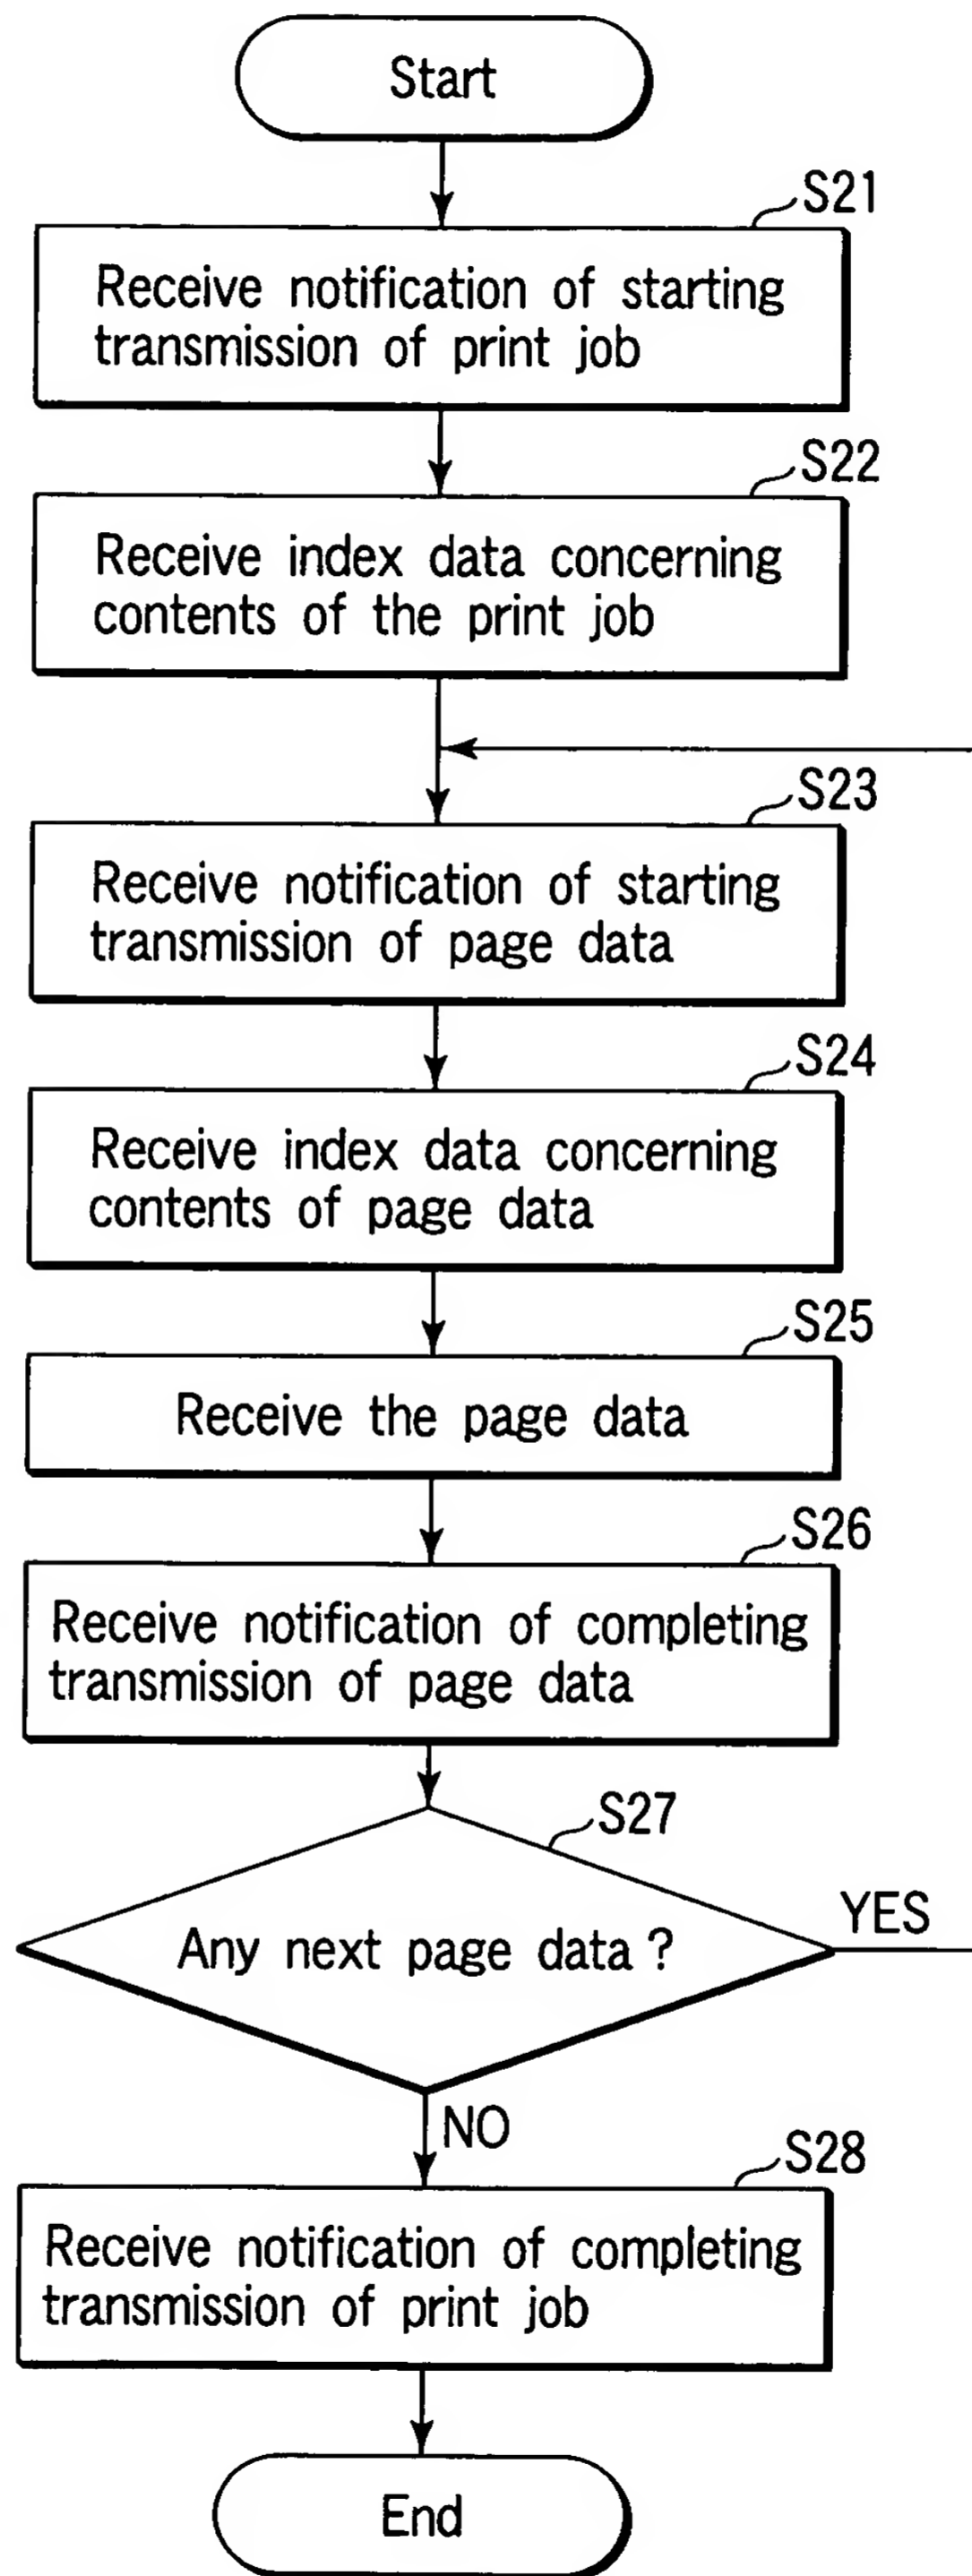 Start
S21
Receive notification of starting
transmission of print job
S22
Receive index data concerning
contents of the print job
S23
Receive notification of starting
transmission of page data
S24
Receive index data concerning
contents of page data
S25
Receive the page data
S26
Receive notification of completing
transmission of page data
S27
Any next page data ?
YES
NO
S28
Receive notification of completing
transmission of print job
End